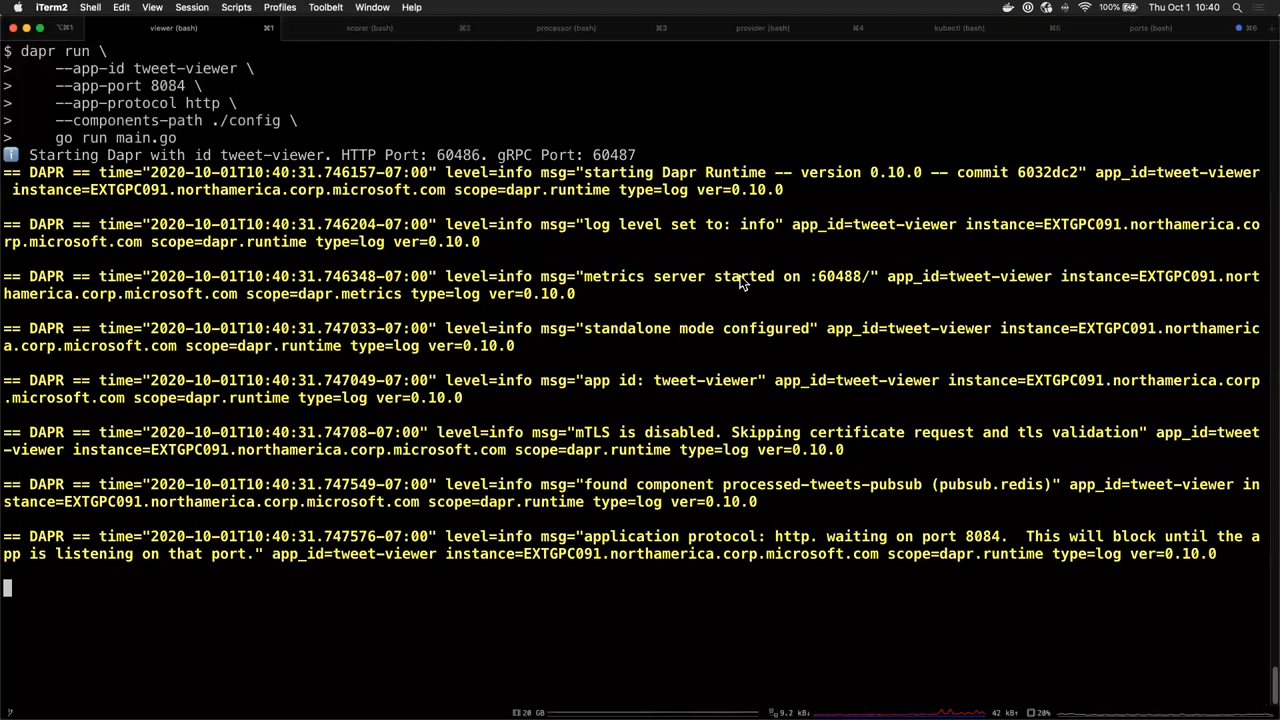 iTerm2 Shell Edit View Session Scripts Profiles Toolbelt Window Help 100% Thu Oct 1 10:40
⌥⌘1 viewer (bash) ⌘1 scorer (bash) ⌘2 processor (bash) ⌘3 provider (bash) ⌘4 kubectl (bash) ⌘5 ports (bash) ⌘6
$ dapr run \
>     --app-id tweet-viewer \
>     --app-port 8084 \
>     --app-protocol http \
>     --components-path ./config \
>     go run main.go
ℹ️  Starting Dapr with id tweet-viewer. HTTP Port: 60486. gRPC Port: 60487
== DAPR == time="2020-10-01T10:40:31.746157-07:00" level=info msg="starting Dapr Runtime -- version 0.10.0 -- commit 6032dc2" app_id=tweet-viewer
instance=EXTGPC091.northamerica.corp.microsoft.com scope=dapr.runtime type=log ver=0.10.0
== DAPR == time="2020-10-01T10:40:31.746204-07:00" level=info msg="log level set to: info" app_id=tweet-viewer instance=EXTGPC091.northamerica.co
rp.microsoft.com scope=dapr.runtime type=log ver=0.10.0
== DAPR == time="2020-10-01T10:40:31.746348-07:00" level=info msg="metrics server started on :60488/" app_id=tweet-viewer instance=EXTGPC091.nort
hamerica.corp.microsoft.com scope=dapr.metrics type=log ver=0.10.0
== DAPR == time="2020-10-01T10:40:31.747033-07:00" level=info msg="standalone mode configured" app_id=tweet-viewer instance=EXTGPC091.northameric
a.corp.microsoft.com scope=dapr.runtime type=log ver=0.10.0
== DAPR == time="2020-10-01T10:40:31.747049-07:00" level=info msg="app id: tweet-viewer" app_id=tweet-viewer instance=EXTGPC091.northamerica.corp
.microsoft.com scope=dapr.runtime type=log ver=0.10.0
== DAPR == time="2020-10-01T10:40:31.74708-07:00" level=info msg="mTLS is disabled. Skipping certificate request and tls validation" app_id=tweet
-viewer instance=EXTGPC091.northamerica.corp.microsoft.com scope=dapr.runtime type=log ver=0.10.0
== DAPR == time="2020-10-01T10:40:31.747549-07:00" level=info msg="found component processed-tweets-pubsub (pubsub.redis)" app_id=tweet-viewer in
stance=EXTGPC091.northamerica.corp.microsoft.com scope=dapr.runtime type=log ver=0.10.0
== DAPR == time="2020-10-01T10:40:31.747576-07:00" level=info msg="application protocol: http. waiting on port 8084.  This will block until the a
pp is listening on that port." app_id=tweet-viewer instance=EXTGPC091.northamerica.corp.microsoft.com scope=dapr.runtime type=log ver=0.10.0
20 GB 9.2 kB↓ 42 kB↑ 20%